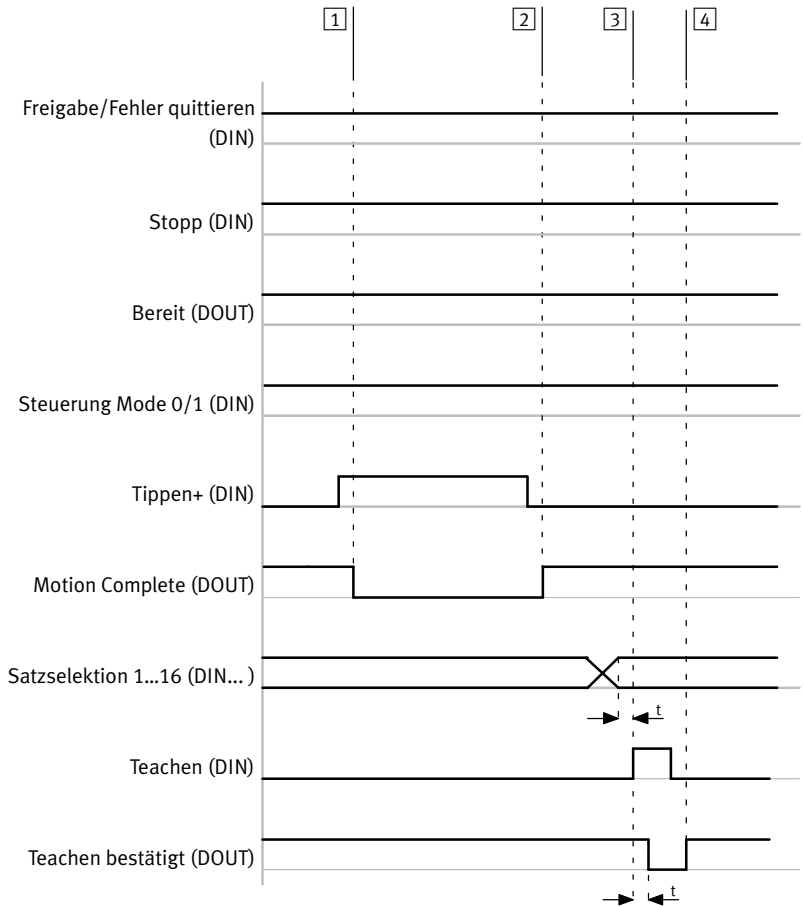 1 2 3 4
Freigabe/Fehler quittieren
(DIN)
Stopp (DIN)
Bereit (DOUT)
Steuerung Mode 0/1 (DIN)
Tippen+ (DIN)
Motion Complete (DOUT)
Satzselektion 1...16 (DIN... )
t
Teachen (DIN)
Teachen bestätigt (DOUT)
t